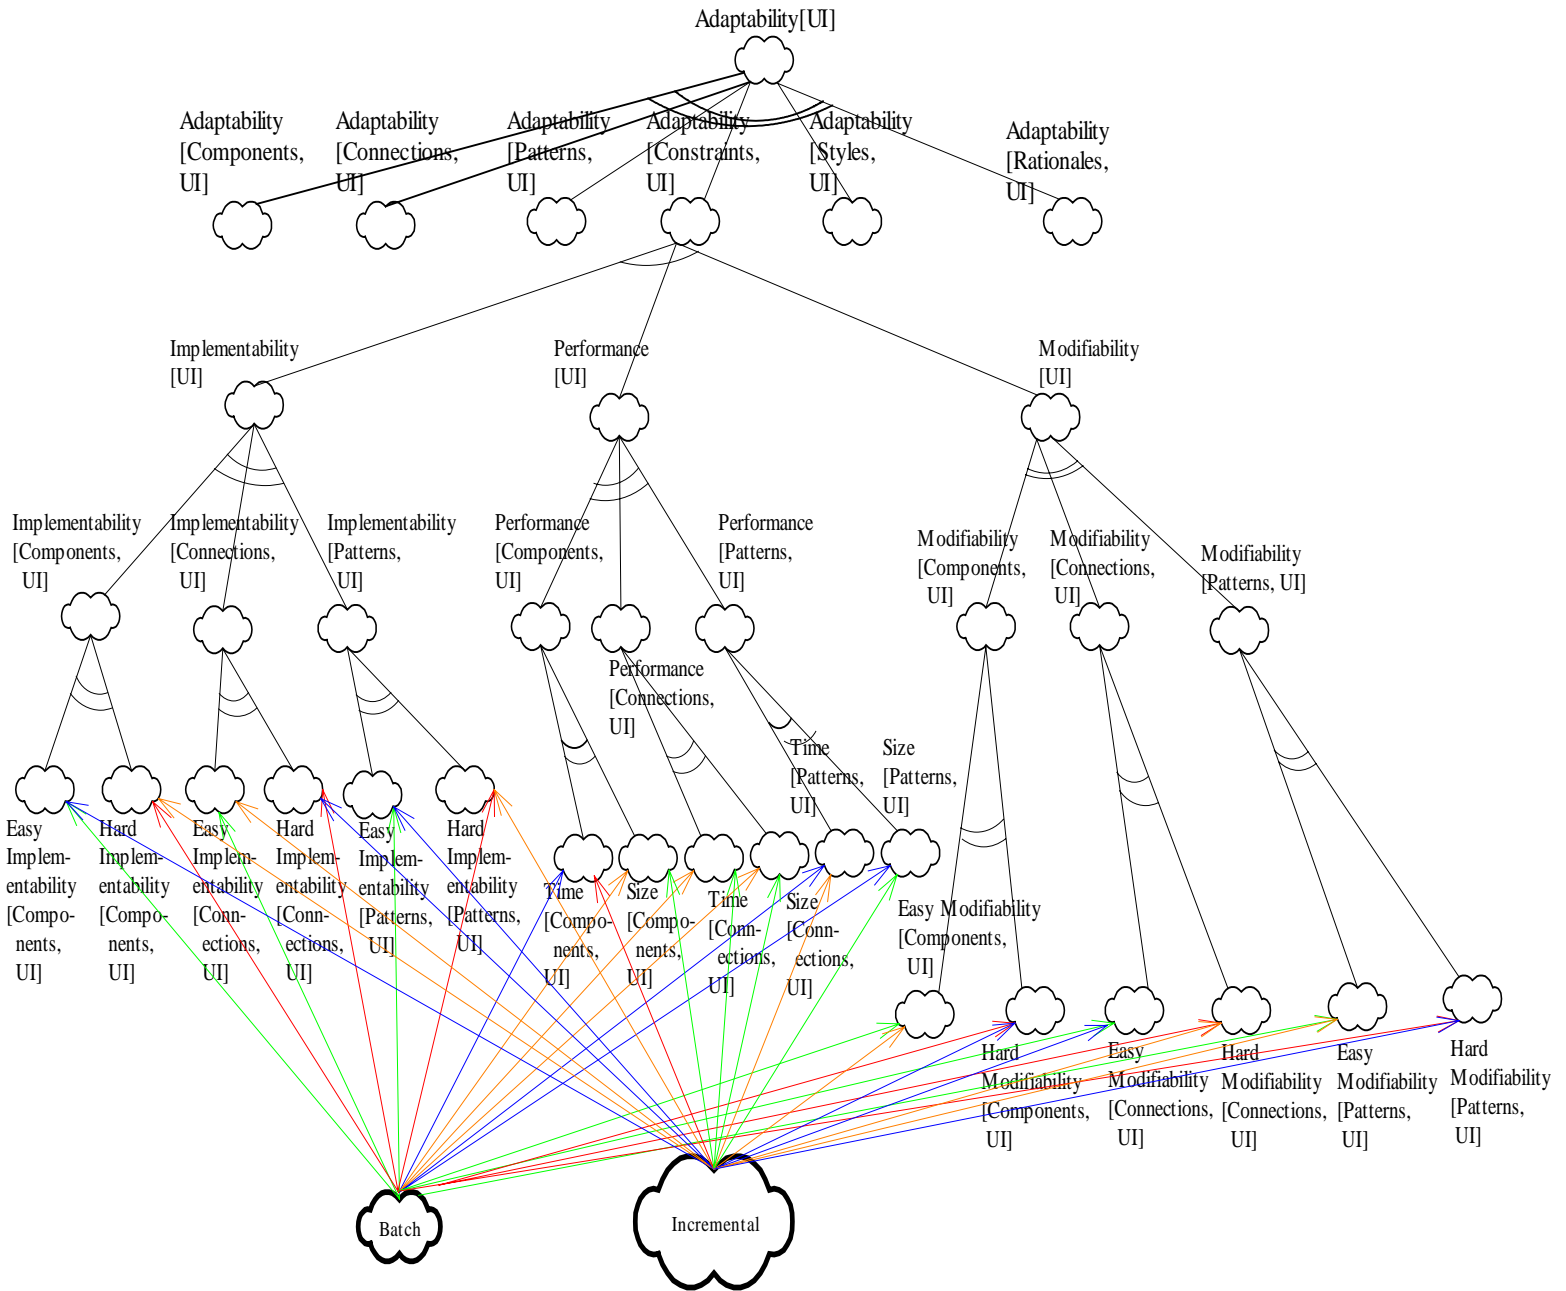 Adaptability[UI]
Adaptability
[Components,
UI]
Adaptability
[Connections,
UI]
Adaptability
[Patterns,
UI]
Adaptability
[Constraints,
UI]
Adaptability
[Styles,
UI]
Adaptability
[Rationales,
UI]
Implementability
[UI]
Performance
[UI]
Modifiability
[UI]
Implementability
[Components,
UI]
Implementability
[Connections,
UI]
Implementability
[Patterns,
UI]
Performance
[Components,
UI]
Performance
[Connections,
UI]
Performance
[Patterns,
UI]
Modifiability
[Components,
UI]
Modifiability
[Connections,
UI]
Modifiability
[Patterns, UI]
Easy
Implem-
entability
[Compo-
nents,
UI]
Hard
Implem-
entability
[Compo-
nents,
UI]
Easy
Implem-
entability
[Conn-
ections,
UI]
Hard
Implem-
entability
[Conn-
ections,
UI]
Easy
Implem-
entability
[Patterns,
UI]
Hard
Implem-
entability
[Patterns,
UI]
Time
[Compo-
nents,
UI]
Size
[Compo-
nents,
UI]
Time
[Conn-
ections,
UI]
Size
[Conn-
ections,
UI]
Time
[Patterns,
UI]
Size
[Patterns,
UI]
Easy Modifiability
[Components,
UI]
Hard
Modifiability
[Components,
UI]
Easy
Modifiability
[Connections,
UI]
Hard
Modifiability
[Connections,
UI]
Easy
Modifiability
[Patterns,
UI]
Hard
Modifiability
[Patterns,
UI]
Batch
Incremental